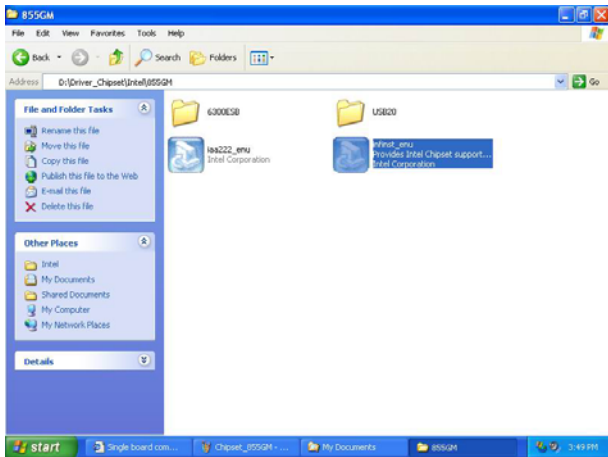 855GM
File Edit View Favorites Tools Help
Back Search Folders
Address D:\Driver_Chipset\Intel\855GM Go
File and Folder Tasks
Rename this file
Move this file
Copy this file
Publish this file to the Web
E-mail this file
Delete this file
Other Places
Intel
My Documents
Shared Documents
My Computer
My Network Places
Details
6300ESB
USB20
iaa222_enu
Intel Corporation
infinst_enu
Provides Intel Chipset support...
Intel Corporation
start Single board com... Chipset_855GM - ... My Documents 855GM 3:49 PM